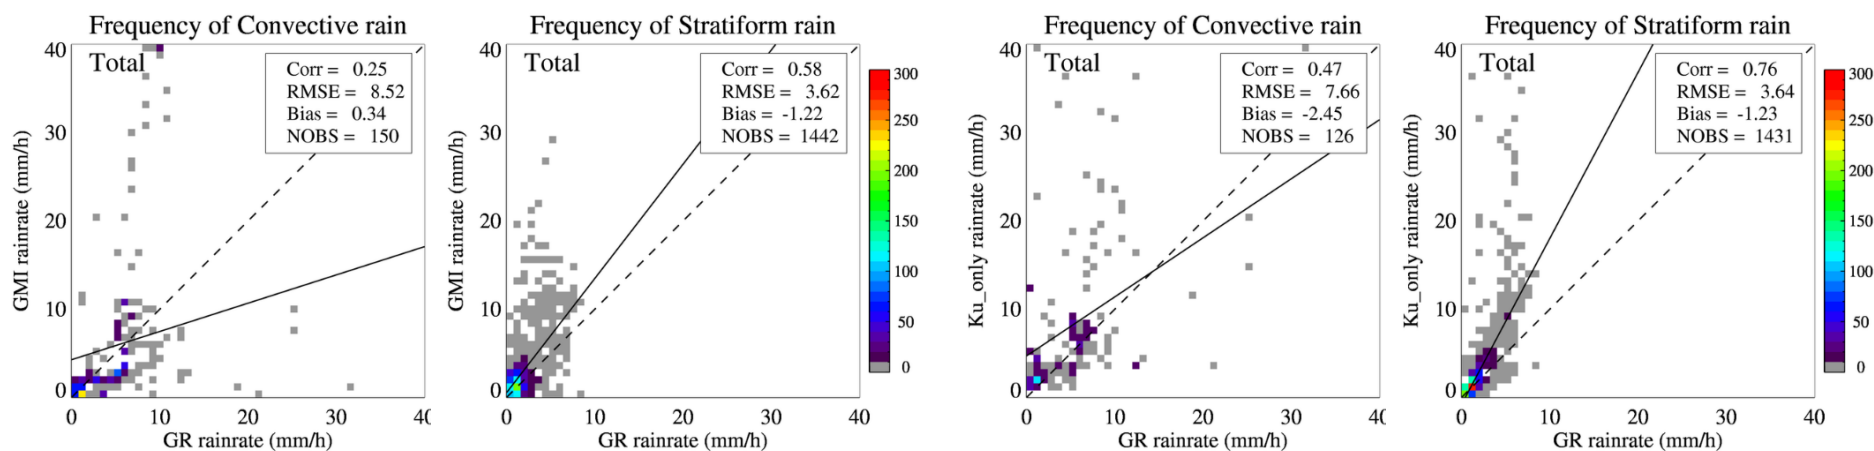 Frequency of Convective rain
Total
Corr = 0.25
RMSE = 8.52
Bias = 0.34
NOBS = 150
GMI rainrate (mm/h)
40
30
20
10
0
0 10 20 30 40
GR rainrate (mm/h)
Frequency of Stratiform rain
Total
Corr = 0.58
RMSE = 3.62
Bias = -1.22
NOBS = 1442
GMI rainrate (mm/h)
40
30
20
10
0
0 10 20 30 40
GR rainrate (mm/h)
300
250
200
150
100
50
0
Frequency of Convective rain
Total
Corr = 0.47
RMSE = 7.66
Bias = -2.45
NOBS = 126
Ku_only rainrate (mm/h)
40
30
20
10
0
0 10 20 30 40
GR rainrate (mm/h)
Frequency of Stratiform rain
Total
Corr = 0.76
RMSE = 3.64
Bias = -1.23
NOBS = 1431
Ku_only rainrate (mm/h)
40
30
20
10
0
0 10 20 30 40
GR rainrate (mm/h)
300
250
200
150
100
50
0